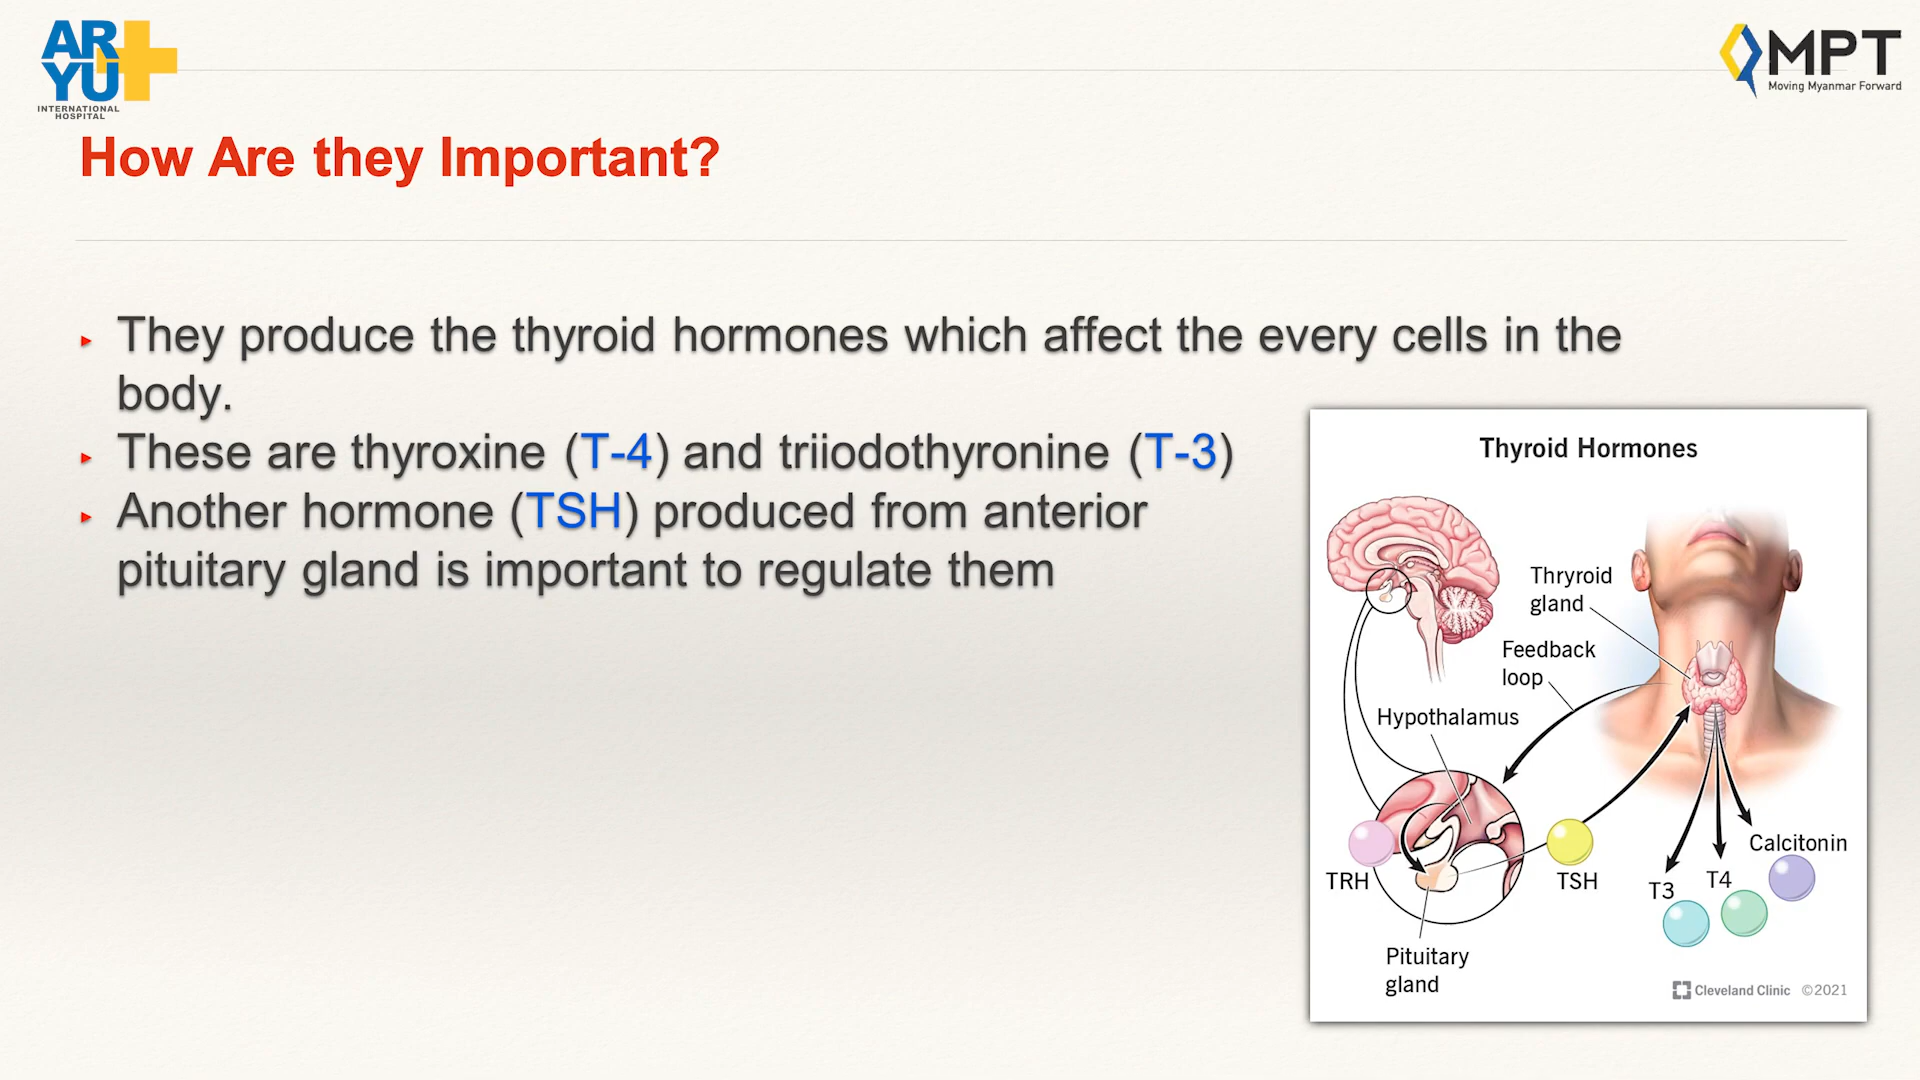 AR
YU
INTERNATIONAL
HOSPITAL
MPT
Moving Myanmar Forward
How Are they Important?
They produce the thyroid hormones which affect the every cells in the
body.
These are thyroxine (T-4) and triiodothyronine (T-3)
Another hormone (TSH) produced from anterior
pituitary gland is important to regulate them
Thyroid Hormones
Thryroid
gland
Feedback
loop
Hypothalamus
TRH
TSH
Pituitary
gland
T3
T4
Calcitonin
Cleveland Clinic ©2021